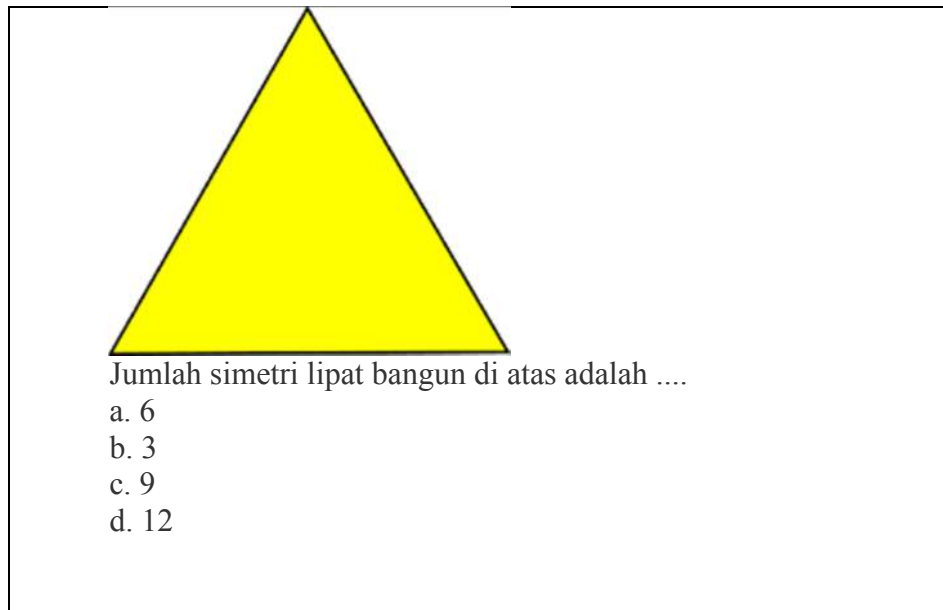 Jumlah simetri lipat bangun di atas adalah ....
a. 6
b. 3
c. 9
d. 12